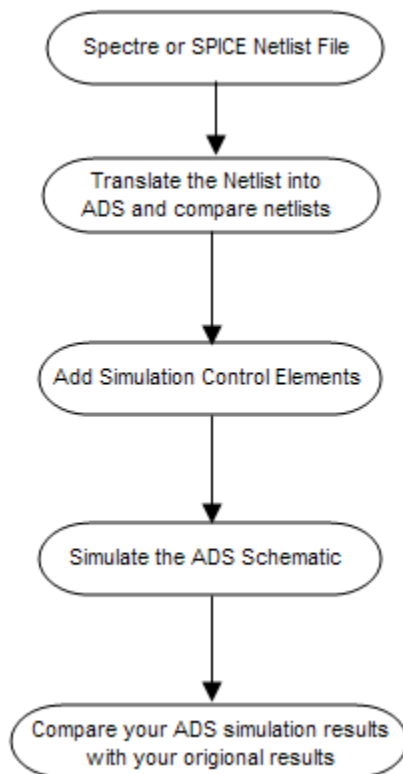 Spectre or SPICE Netlist File
Translate the Netlist into
ADS and compare netlists
Add Simulation Control Elements
Simulate the ADS Schematic
Compare your ADS simulation results
with your origional results